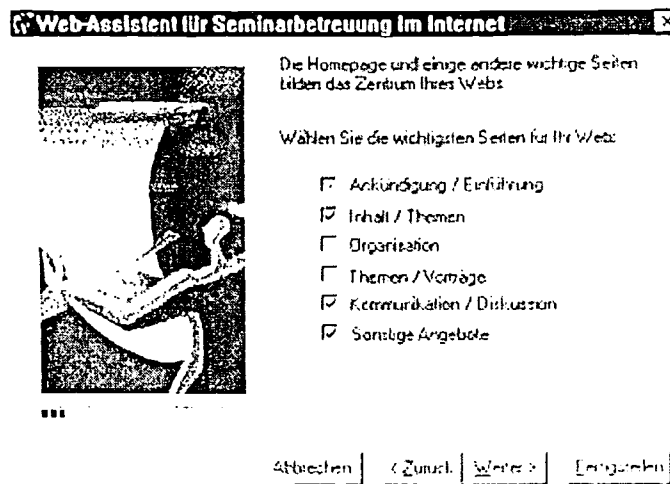 Web-Assistent für Seminarbetreuung im Internet
Die Homepage und einige andere wichtige Seiten
bilden das Zentrum Ihres Webs
Wählen Sie die wichtigsten Seiten für Ihr Web:
Ankündigung / Einführung
Inhalt / Themen
Organisation
Themen / Vorträge
Kommunikation / Diskussion
Sonstige Angebote
Abbrechen
< Zurück
Weiter >
Fertigstellen